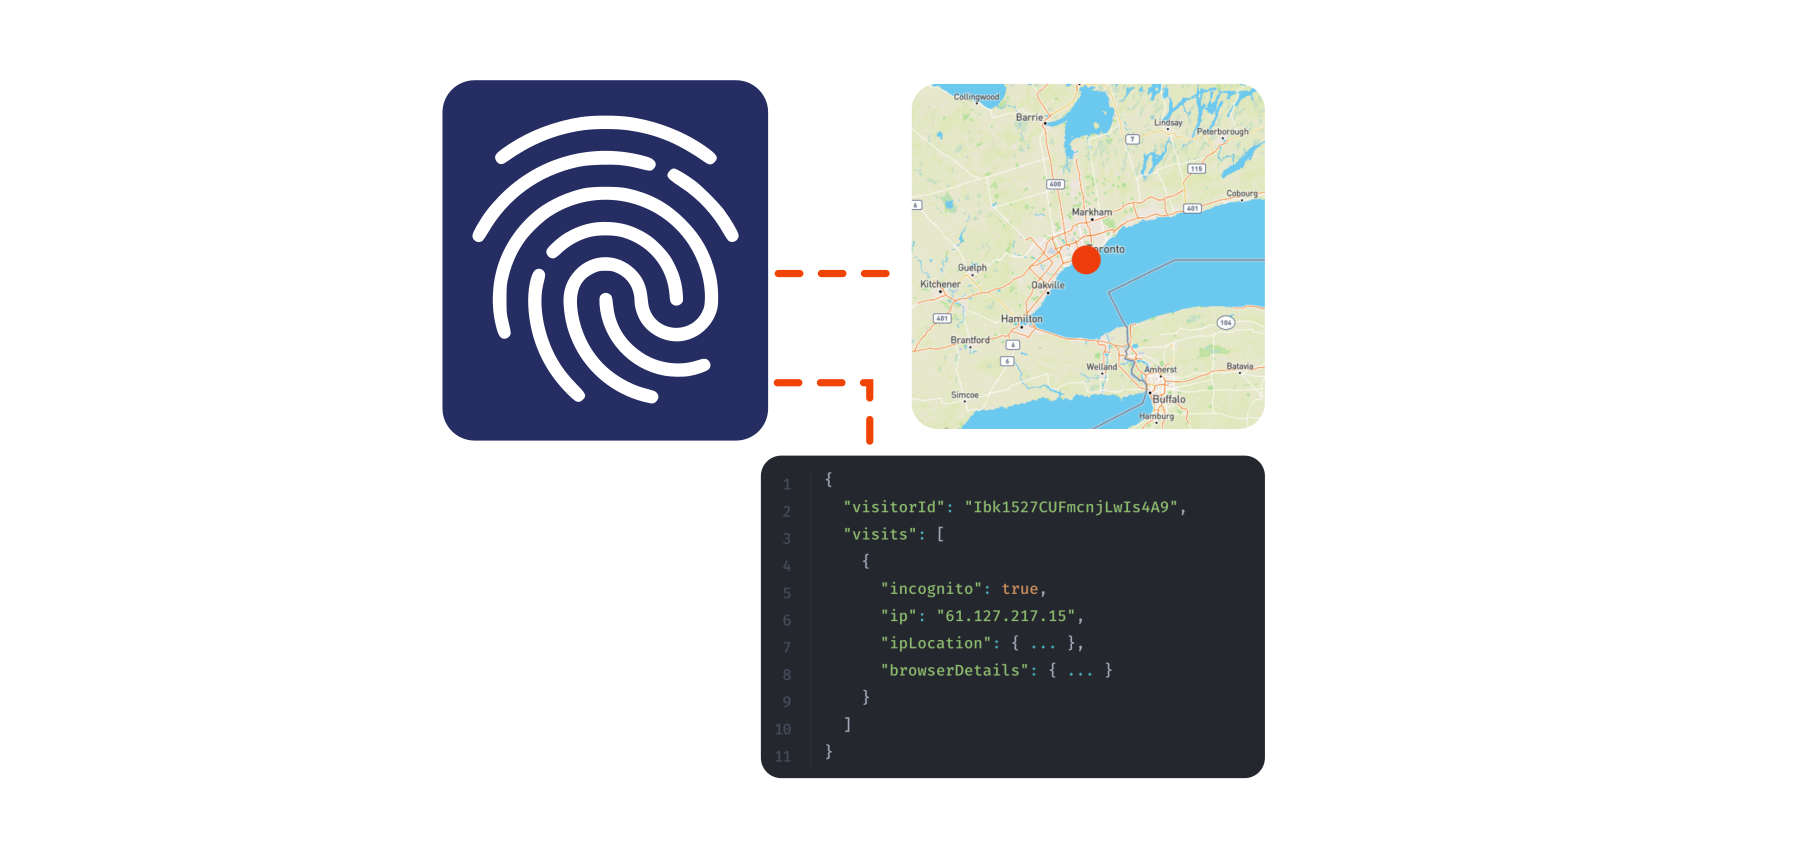 Collingwood
Barrie
Lindsay
Peterborough
7
115
400
Cobourg
6
401
Markham
Toronto
Guelph
Kitchener
Oakville
401
Hamilton
104
Brantford
6
6
Welland
Amherst
Batavia
Simcoe
Buffalo
Hamburg
1 {
2 "visitorId": "Ibk1527CUFmcnjLwIs4A9",
3 "visits": [
4 {
5 "incognito": true,
6 "ip": "61.127.217.15",
7 "ipLocation": { ... },
8 "browserDetails": { ... }
9 }
10 ]
11 }